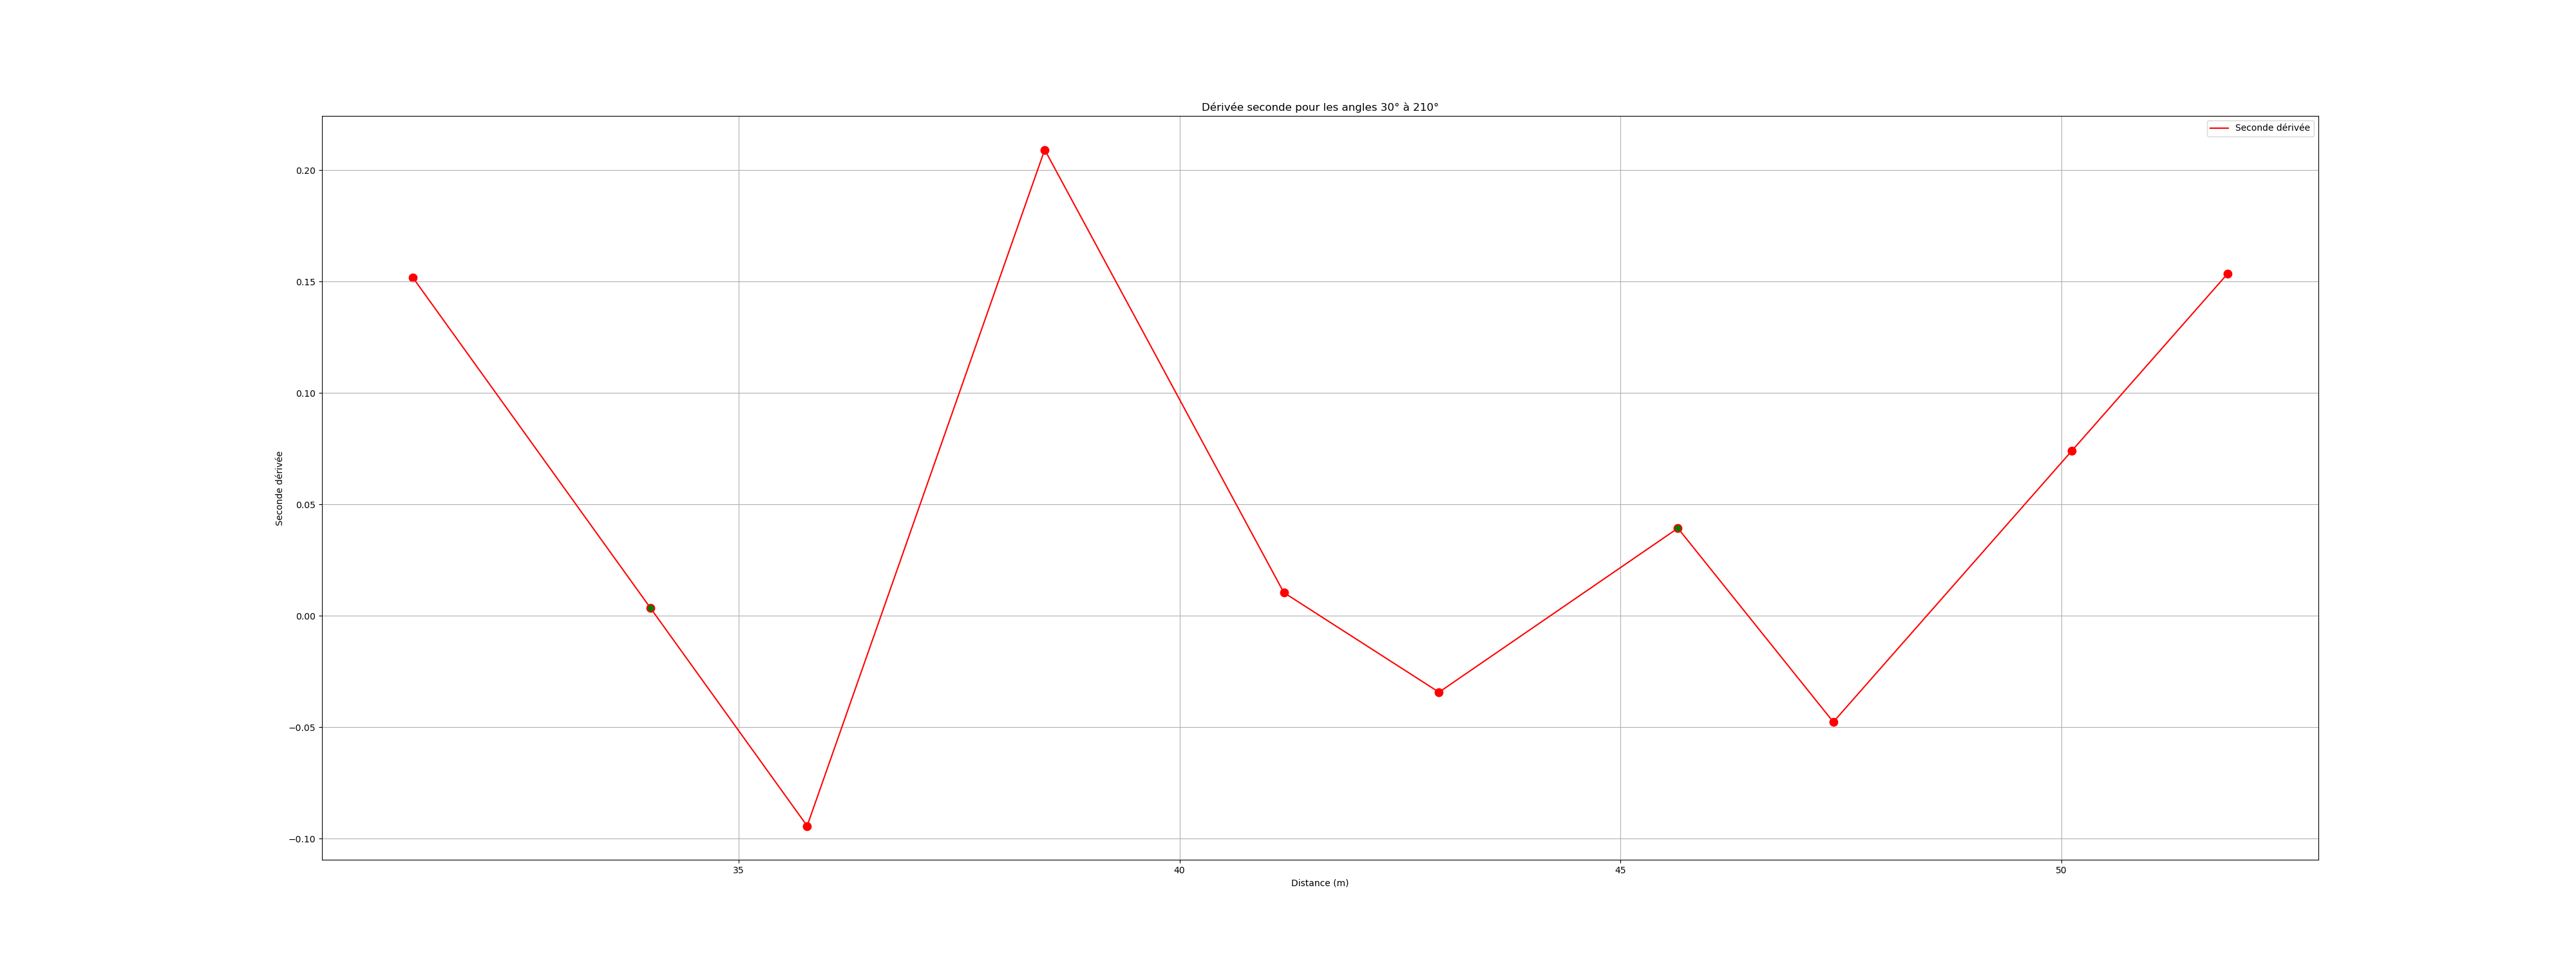 Dérivée seconde pour les angles 30° à 210°
Seconde dérivée
0.20
0.15
0.10
0.05
0.00
−0.05
−0.10
Seconde dérivée
35
40
45
50
Distance (m)